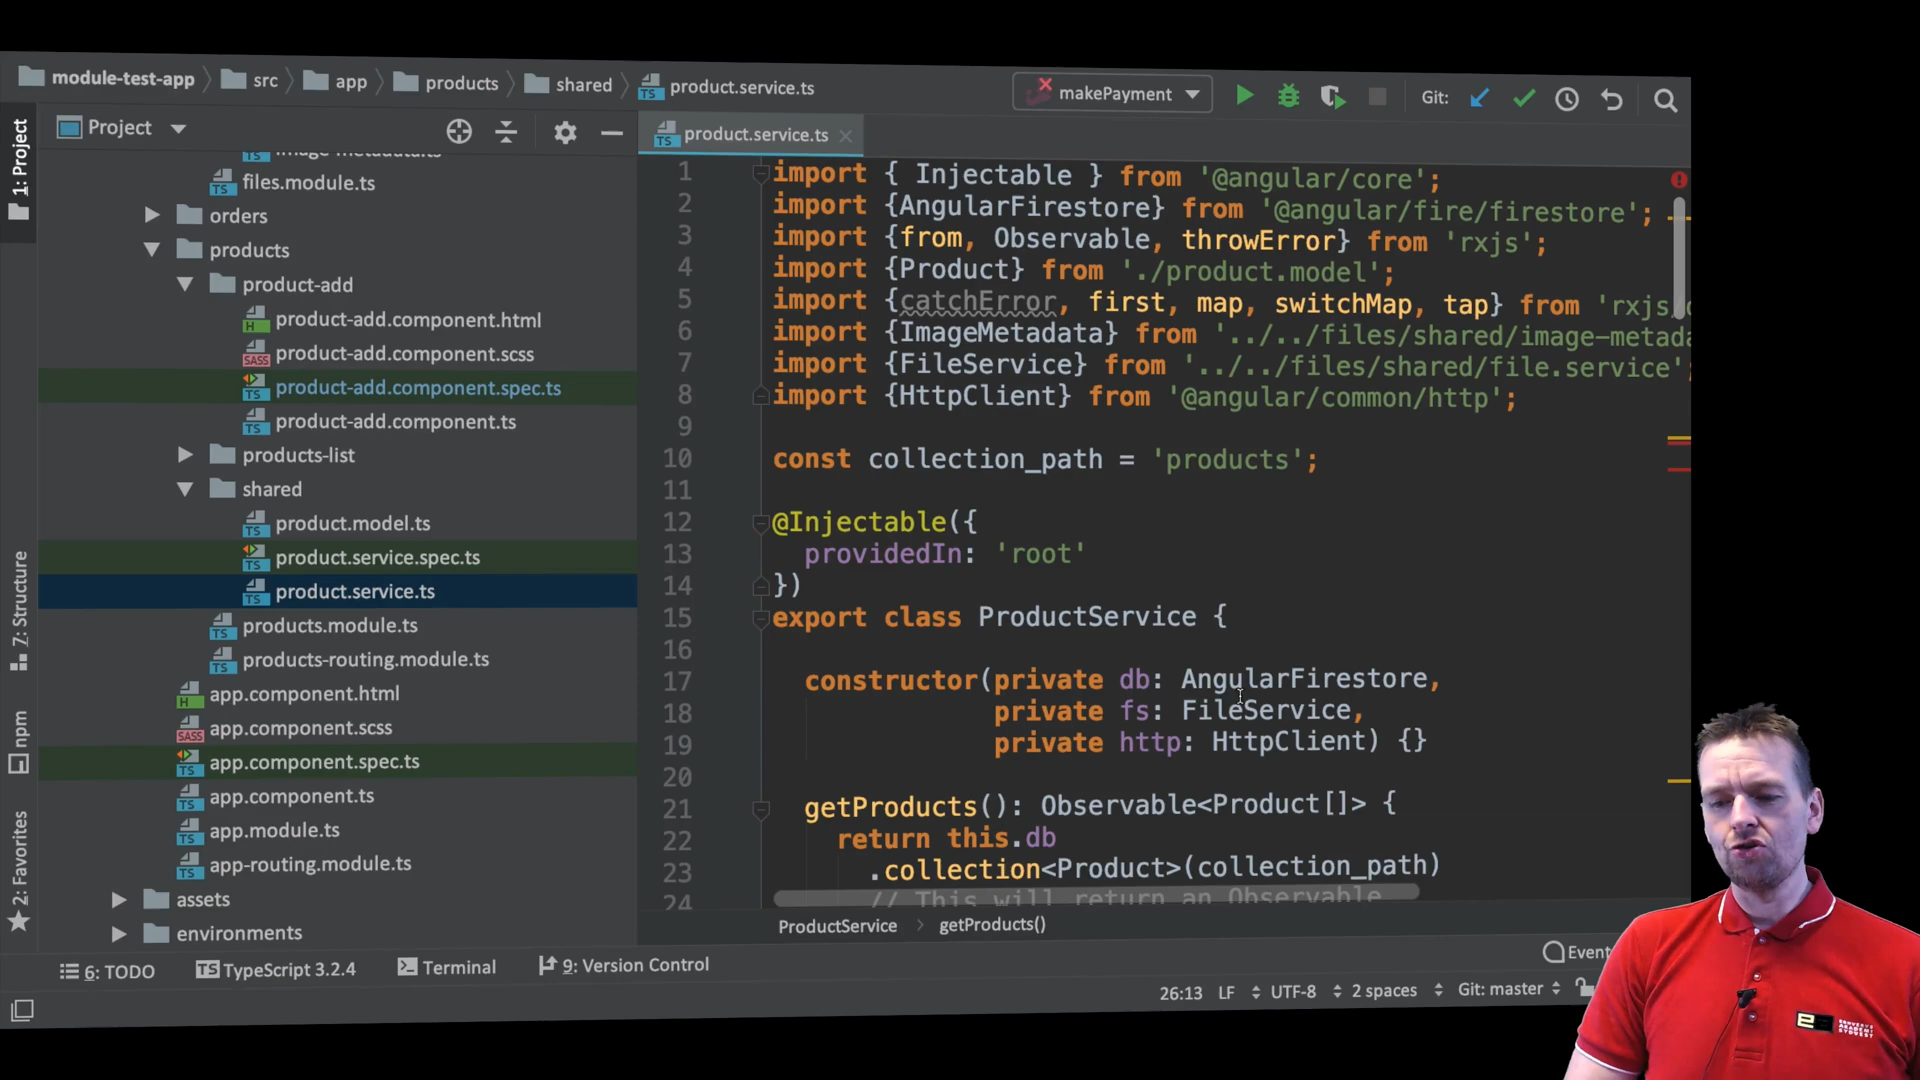 module-test-app
src
app
products
shared
product.service.ts
makePayment
Git:
1: Project
Project
product.service.ts
files.module.ts
orders
products
product-add
product-add.component.html
product-add.component.scss
product-add.component.spec.ts
product-add.component.ts
products-list
shared
product.model.ts
product.service.spec.ts
product.service.ts
products.module.ts
products-routing.module.ts
app.component.html
app.component.scss
app.component.spec.ts
app.component.ts
app.module.ts
app-routing.module.ts
assets
environments
7: Structure
npm
2: Favorites
1 import { Injectable } from '@angular/core';
2 import {AngularFirestore} from '@angular/fire/firestore';
3 import {from, Observable, throwError} from 'rxjs';
4 import {Product} from './product.model';
5 import {catchError, first, map, switchMap, tap} from 'rxjs/
6 import {ImageMetadata} from '../../files/shared/image-metada
7 import {FileService} from '../../files/shared/file.service';
8 import {HttpClient} from '@angular/common/http';
9
10 const collection_path = 'products';
11
12 @Injectable({
13 providedIn: 'root'
14 })
15 export class ProductService {
16
17 constructor(private db: AngularFirestore,
18 private fs: FileService,
19 private http: HttpClient) {}
20
21 getProducts(): Observable<Product[]> {
22 return this.db
23 .collection<Product>(collection_path)
24 // This will return an Observable
ProductService
getProducts()
6: TODO
TypeScript 3.2.4
Terminal
9: Version Control
Event
26:13
LF
UTF-8
2 spaces
Git: master